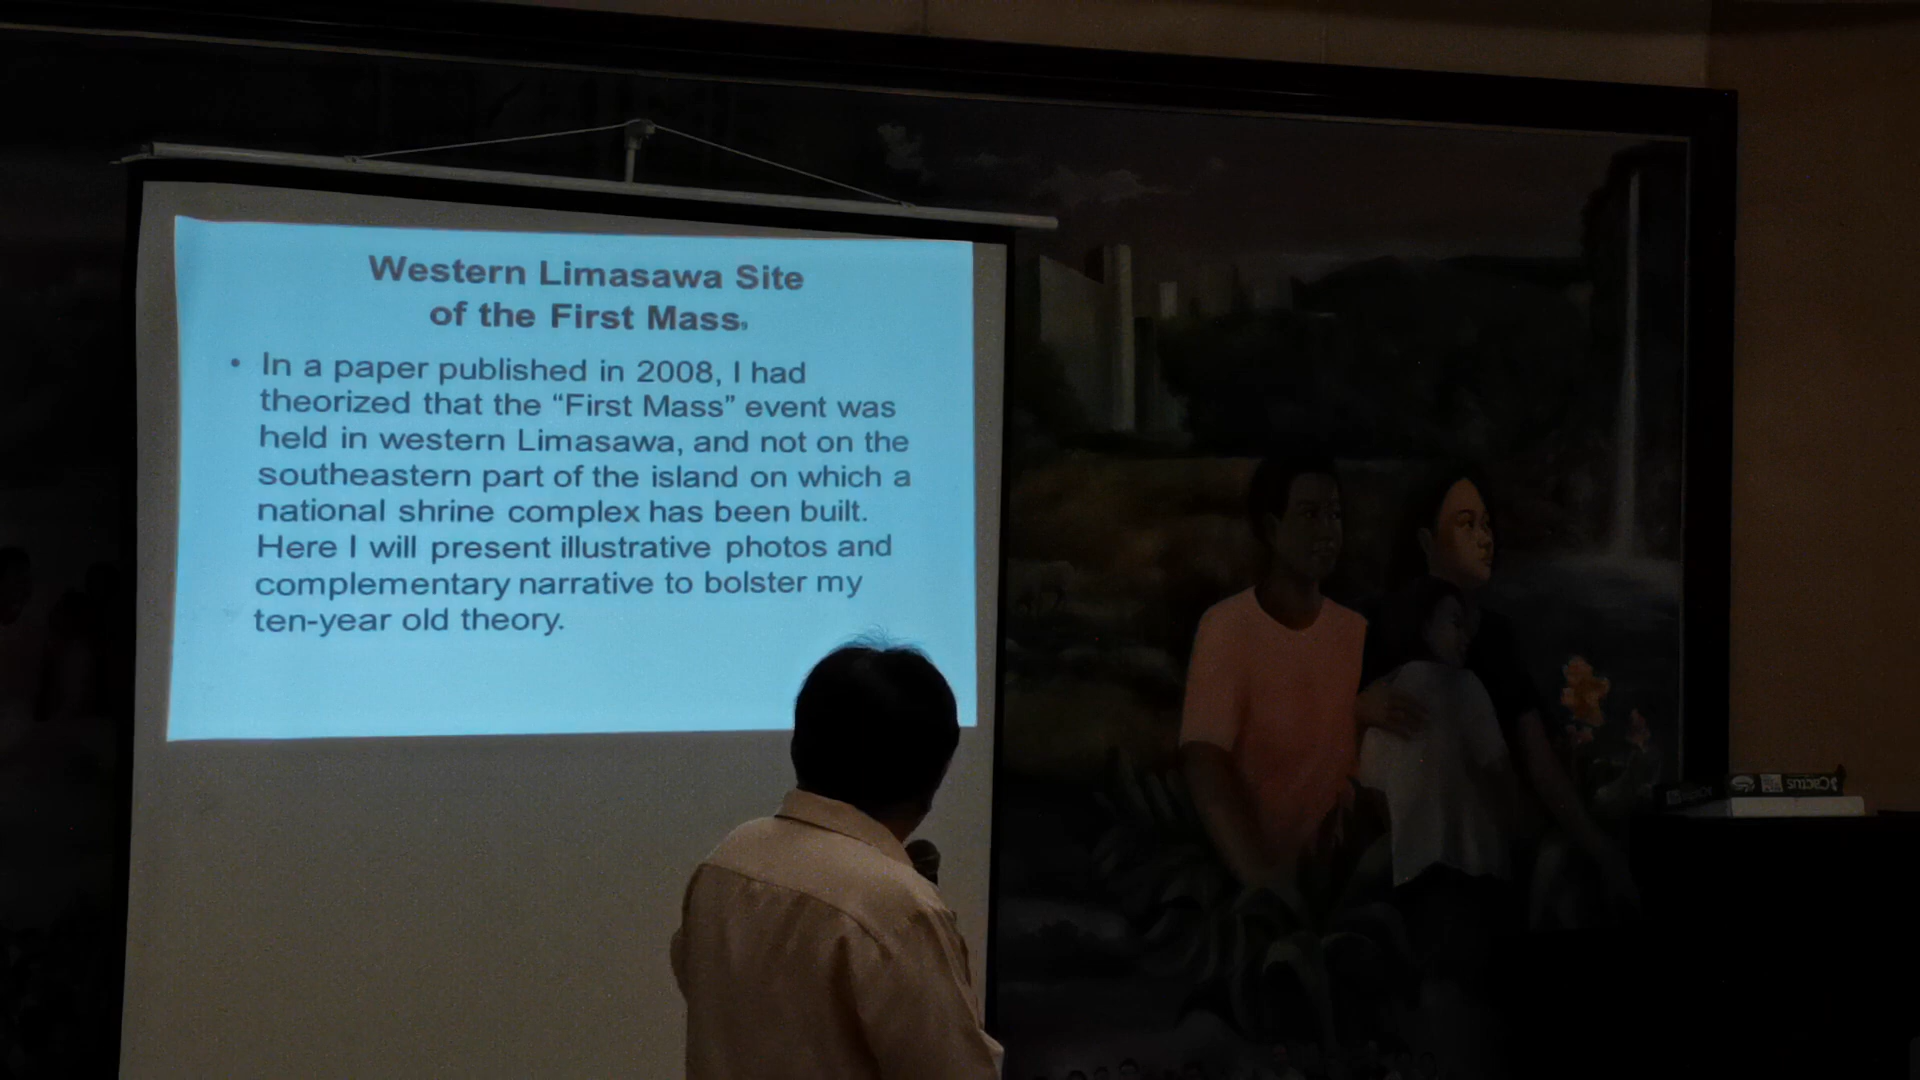 Western Limasawa Site
of the First Mass,
• In a paper published in 2008, I had
theorized that the “First Mass” event was
held in western Limasawa, and not on the
southeastern part of the island on which a
national shrine complex has been built.
Here I will present illustrative photos and
complementary narrative to bolster my
ten-year old theory.
Cactus